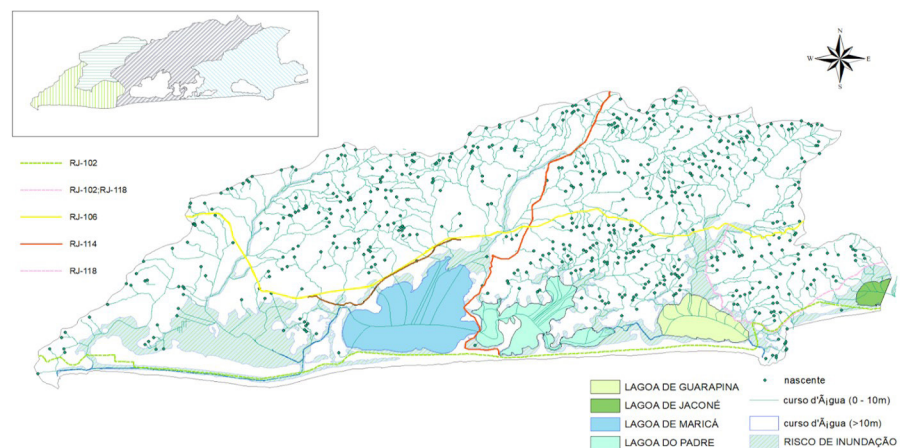 N
W E
S
RJ-102
RJ-102;RJ-118
RJ-106
RJ-114
RJ-118
LAGOA DE GUARAPINA
LAGOA DE JACONÉ
LAGOA DE MARICÁ
LAGOA DO PADRE
nascente
curso d'Ã¡gua (0 - 10m)
curso d'Ã¡gua (>10m)
RISCO DE INUNDAÇÃO